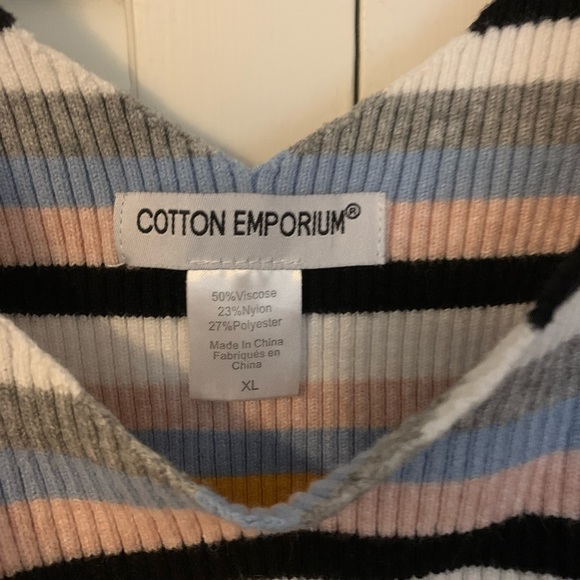 COTTON EMPORIUM®
50%Viscose
23%Nylon
27%Polyester
Made In China
Fabriqués en
China
XL